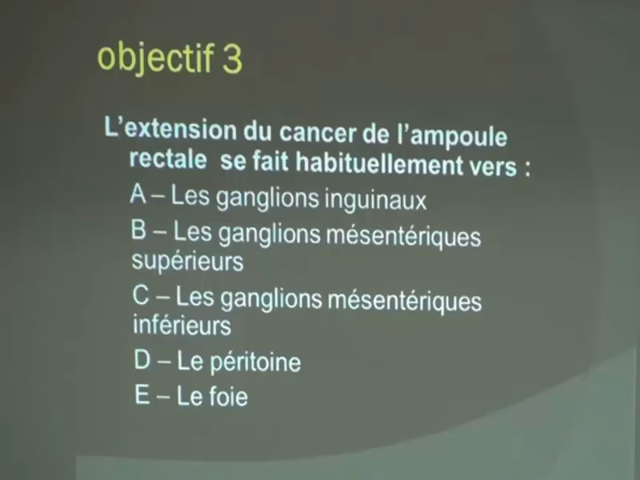 objectif 3
L'extension du cancer de l'ampoule
rectale se fait habituellement vers :
A – Les ganglions inguinaux
B – Les ganglions mésentériques
supérieurs
C – Les ganglions mésentériques
inférieurs
D – Le péritoine
E – Le foie